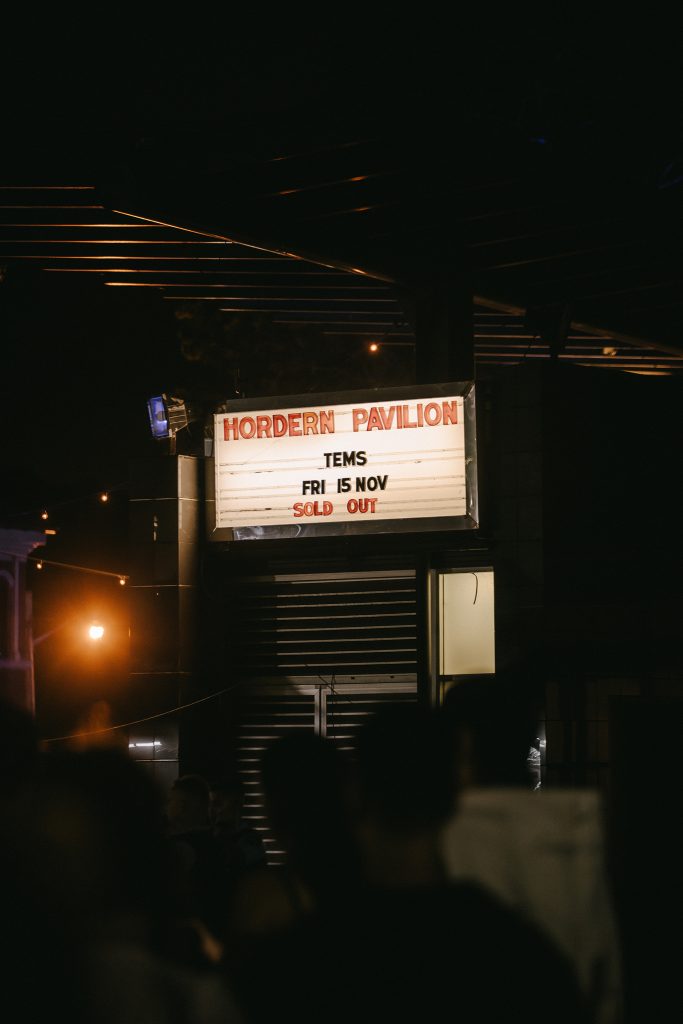 HORDERN PAVILION
TEMS
FRI 15 NOV
SOLD OUT